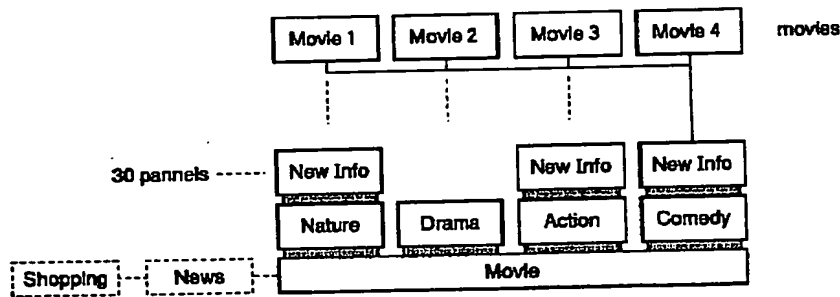 Movie 1 Movie 2 Movie 3 Movie 4 movies
30 pannels New Info New Info New Info
Nature Drama Action Comedy
Shopping News Movie